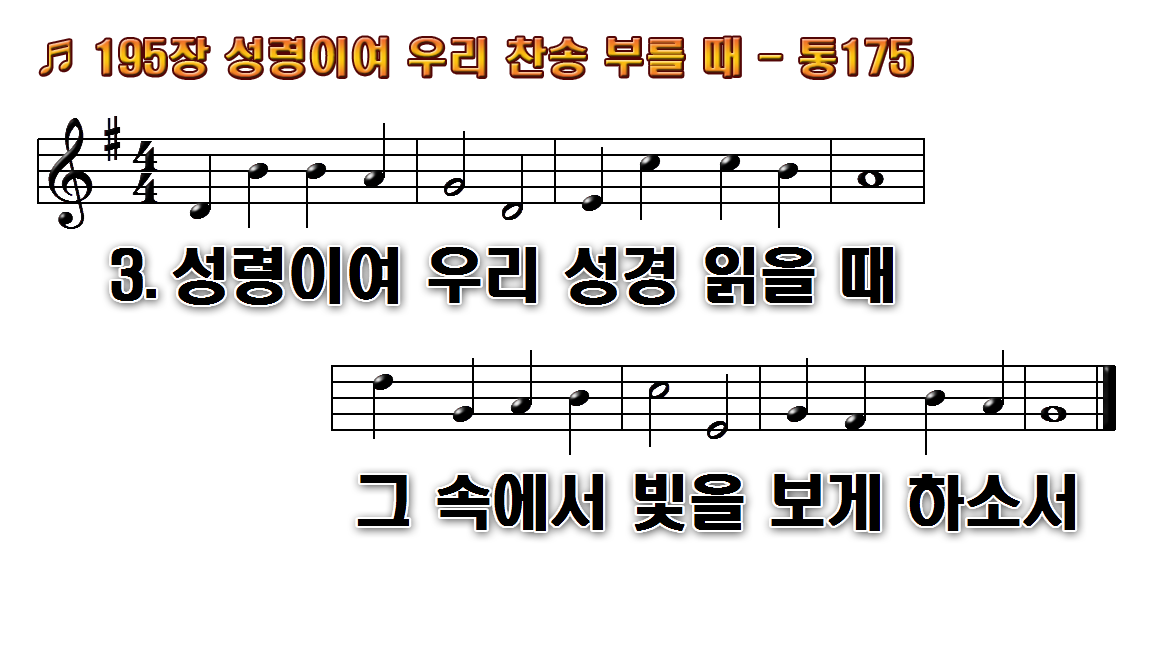 ♬ 195장 성령이여 우리 찬송 부를 때 - 통175
4
4
3. 성령이여 우리 성경 읽을 때
그 속에서 빛을 보게 하소서